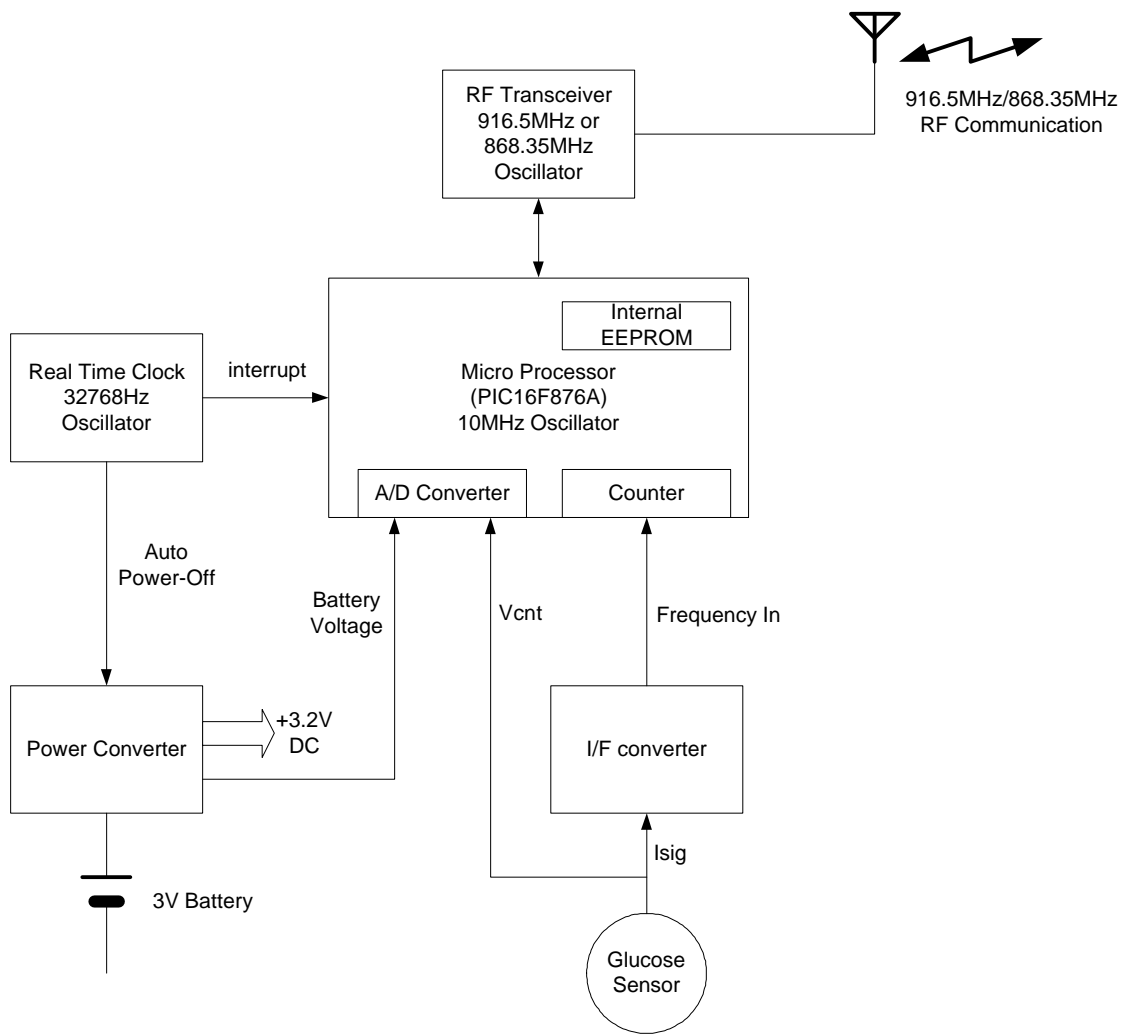 RF Transceiver
916.5MHz or
868.35MHz
Oscillator
916.5MHz/868.35MHz
RF Communication
Internal
EEPROM
Real Time Clock
32768Hz
Oscillator
interrupt
Micro Processor
(PIC16F876A)
10MHz Oscillator
A/D Converter
Counter
Auto
Power-Off
Battery
Voltage
Vcnt
Frequency In
Power Converter
+3.2V
DC
I/F converter
Isig
3V Battery
Glucose
Sensor